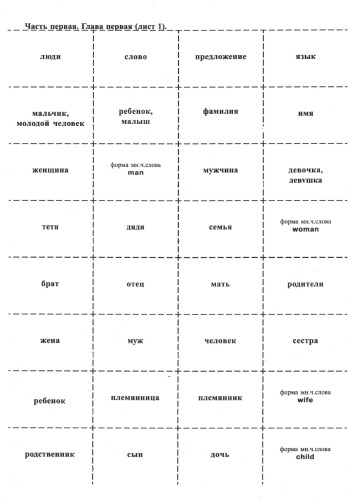 Часть первая. Глава первая (лист 1).
люди слово предложение язык
мальчик, молодой человек ребенок, малыш фамилия имя
женщина форма мн.ч.слова man мужчина девочка, девушка
тетя дядя семья форма мн.ч.слова woman
брат отец мать родители
жена муж человек сестра
ребенок племянница племянник форма мн.ч.слова wife
родственник сын дочь форма мн.ч.слова child